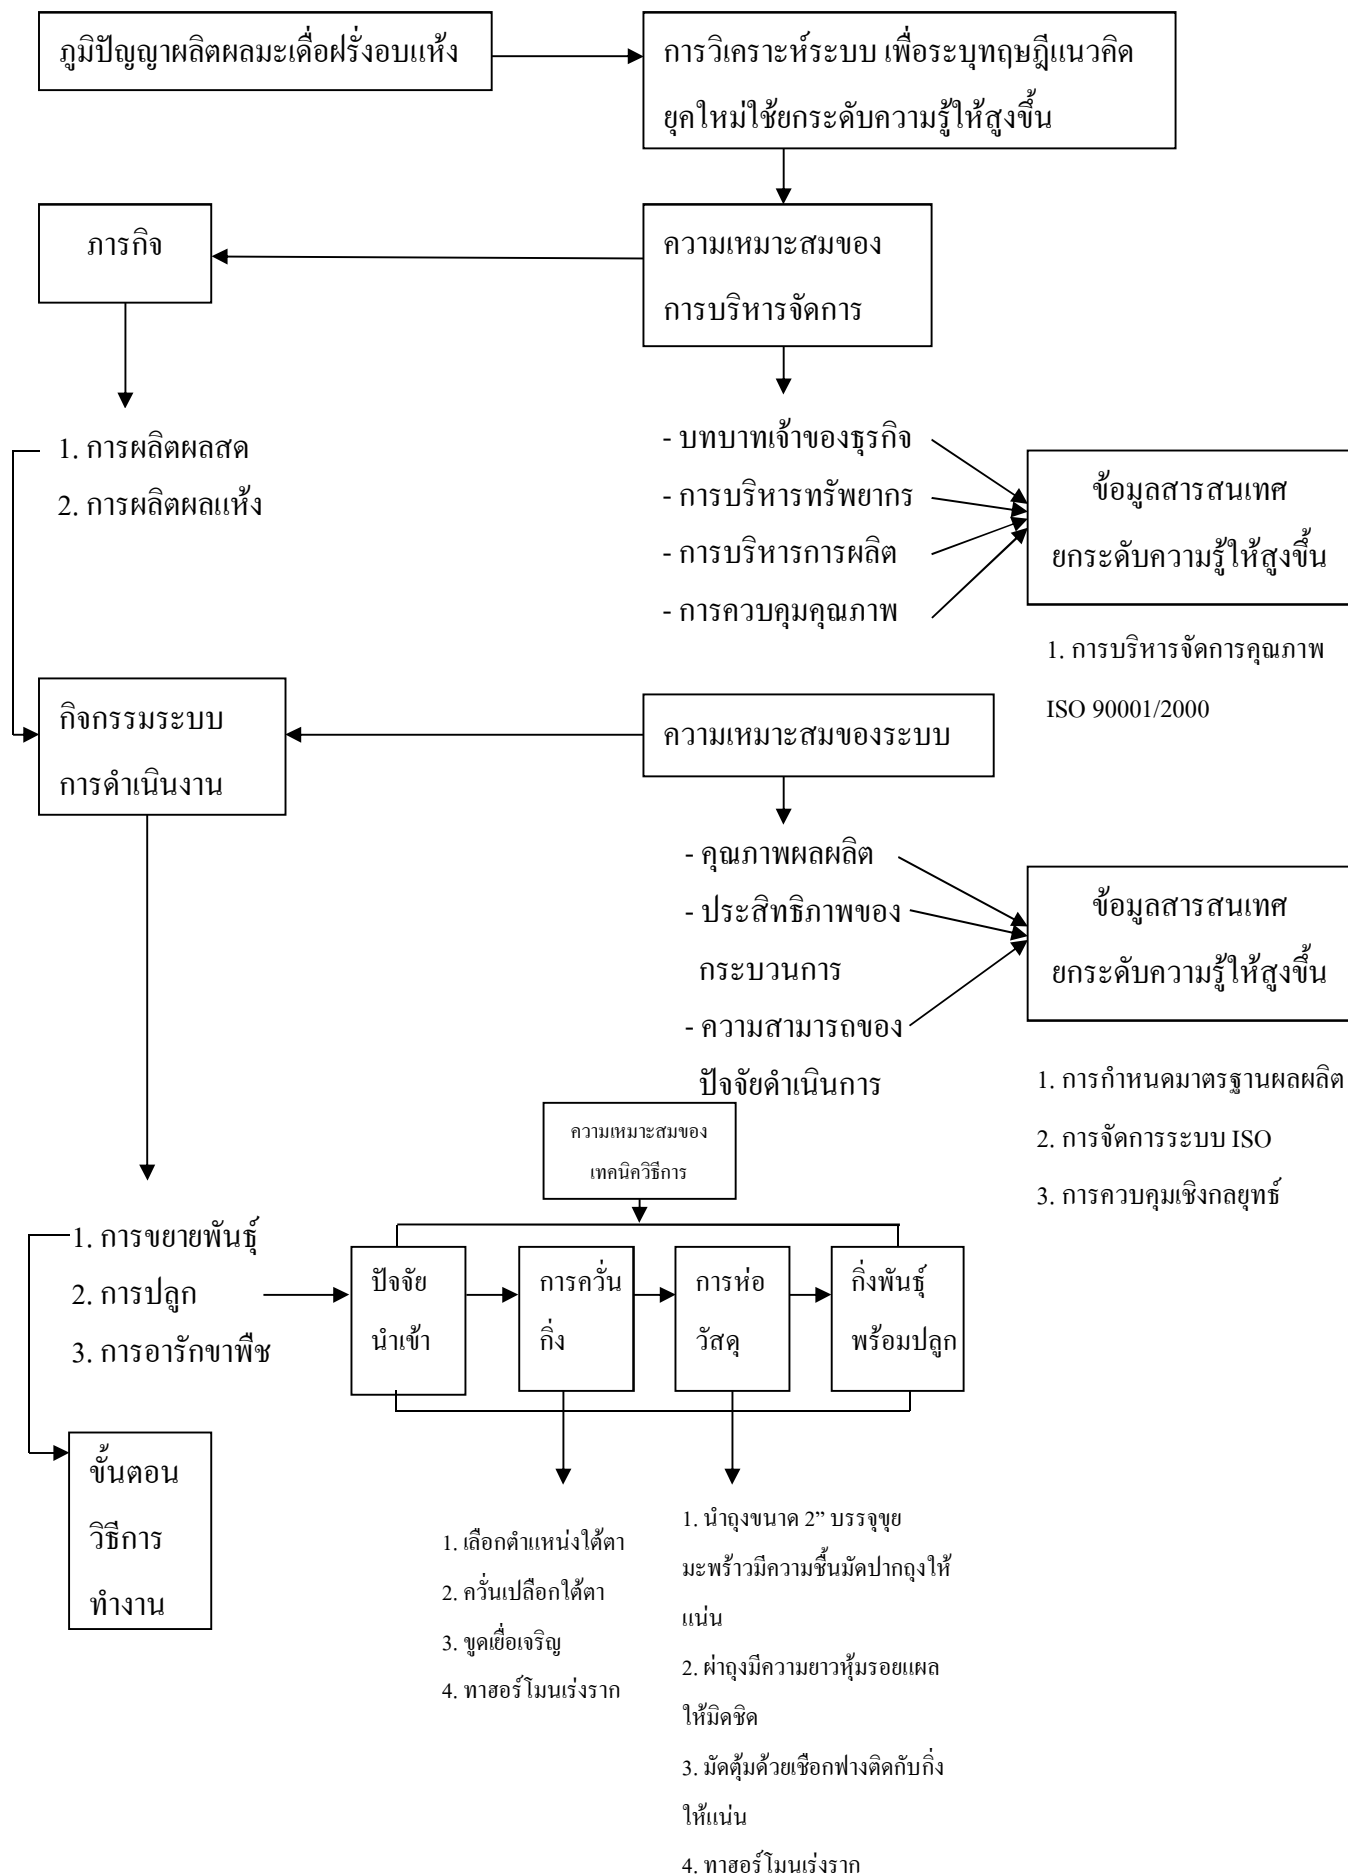 ภูมิปัญญาผลิตผลมะเดื่อฝรั่งอบแห้ง
การวิเคราะห์ระบบ เพื่อระบุทฤษฎีแนวคิด
ยุคใหม่ใช้ยกระดับความรู้ให้สูงขึ้น
ภารกิจ
ความเหมาะสมของ
การบริหารจัดการ
1. การผลิตผลสด
2. การผลิตผลแห้ง
- บทบาทเจ้าของธุรกิจ
- การบริหารทรัพยากร
- การบริหารการผลิต
- การควบคุมคุณภาพ
ข้อมูลสารสนเทศ
ยกระดับความรู้ให้สูงขึ้น
1. การบริหารจัดการคุณภาพ
ISO 90001/2000
กิจกรรมระบบ
การดำเนินงาน
ความเหมาะสมของระบบ
- คุณภาพผลผลิต
- ประสิทธิภาพของ
กระบวนการ
- ความสามารถของ
ปัจจัยดำเนินการ
ข้อมูลสารสนเทศ
ยกระดับความรู้ให้สูงขึ้น
1. การกำหนดมาตรฐานผลผลิต
2. การจัดการระบบ ISO
3. การควบคุมเชิงกลยุทธ์
ความเหมาะสมของ
เทคนิควิธีการ
1. การขยายพันธุ์
2. การปลูก
3. การอารักขาพืช
ปัจจัย
นำเข้า
การควั่น
กิ่ง
การห่อ
วัสดุ
กิ่งพันธุ์
พร้อมปลูก
ขั้นตอน
วิธีการ
ทำงาน
1. เลือกตำแหน่งใต้ตา
2. ควั่นเปลือกใต้ตา
3. ขูดเยื่อเจริญ
4. ทาฮอร์โมนเร่งราก
1. นำถุงขนาด 2” บรรจุขุย
มะพร้าวมีความชื้นมัดปากถุงให้
แน่น
2. ผ่าถุงมีความยาวหุ้มรอยแผล
ให้มิดชิด
3. มัดตุ้มด้วยเชือกฟางติดกับกิ่ง
ให้แน่น
4. ทาฮอร์โมนเร่งราก